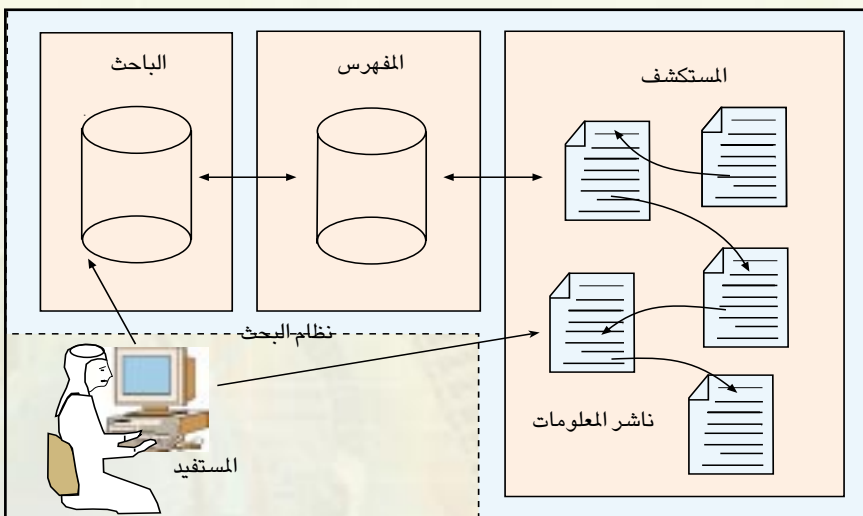 المستكشف
المفهرس
الباحث
نظام البحث
ناشر المعلومات
المستفيد